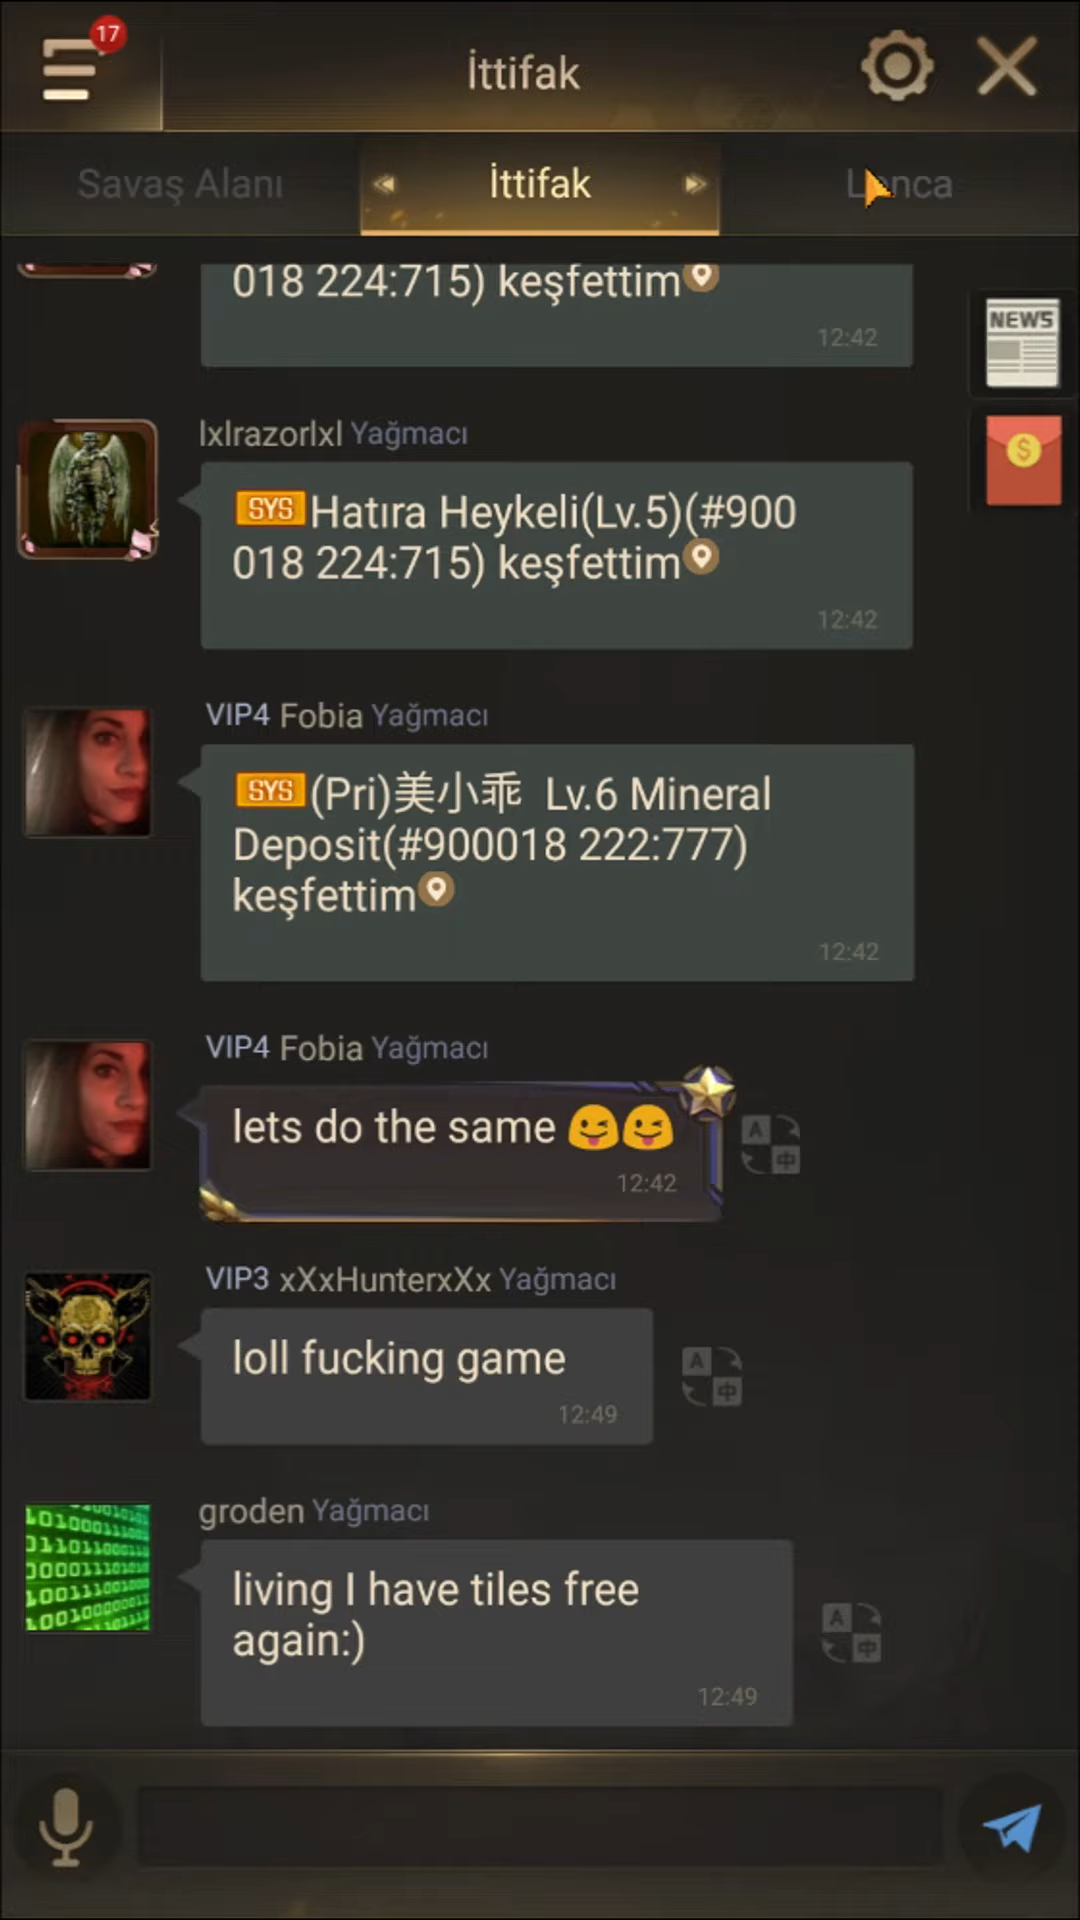 17
İttifak
Savaş Alanı
İttifak
018 224:715) keşfettim
12:42
NEWS
lxlrazorlxl Yağmacı
SYS Hatıra Heykeli(Lv.5)(#900
018 224:715) keşfettim
12:42
VIP4 Fobia Yağmacı
SYS (Pri)美小乖 Lv.6 Mineral
Deposit(#900018 222:777)
keşfettim
12:42
VIP4 Fobia Yağmacı
lets do the same 😜😜
12:42
VIP3 xXxHunterxXx Yağmacı
loll fucking game
12:49
groden Yağmacı
living I have tiles free
again:)
12:49